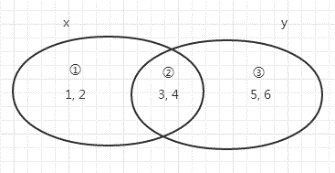 x y
① ② ③
1, 2 3, 4 5, 6